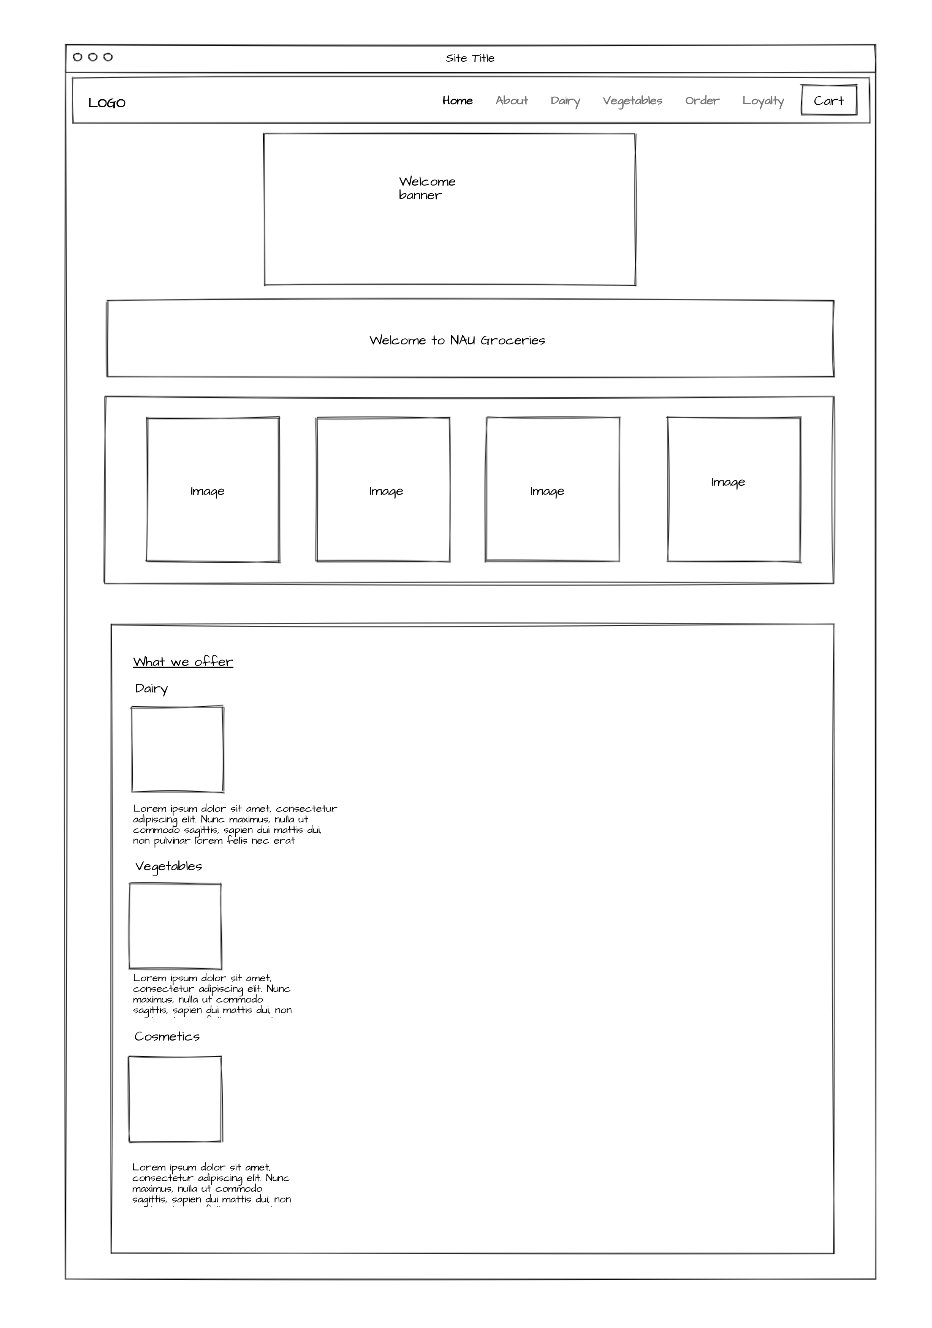 Site Title
LOGO
Home About Dairy Vegetables Order Loyalty Cart
Welcome
banner
Welcome to NAU Groceries
Image Image Image Image
What we offer
Dairy
Lorem ipsum dolor sit amet, consectetur
adipiscing elit. Nunc maximus, nulla ut
commodo sagittis, sapien dui mattis dui,
non pulvinar lorem felis nec erat
Vegetables
Lorem ipsum dolor sit amet,
consectetur adipiscing elit. Nunc
maximus, nulla ut commodo
sagittis, sapien dui mattis dui, non
Cosmetics
Lorem ipsum dolor sit amet,
consectetur adipiscing elit. Nunc
maximus, nulla ut commodo
sagittis, sapien dui mattis dui, non